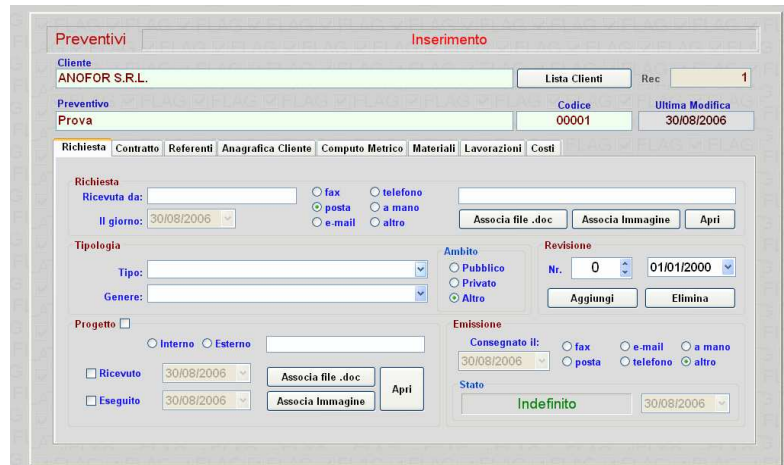 Preventivi Inserimento
Cliente
ANOFOR S.R.L. Lista Clienti Rec 1
Preventivo Codice Ultima Modifica
Prova 00001 30/08/2006
Richiesta Contratto Referenti Anagrafica Cliente Computo Metrico Materiali Lavorazioni Costi
Richiesta
Ricevuta da: fax telefono
posta a mano
Il giorno: 30/08/2006 e-mail altro Associa file .doc Associa Immagine Apri
Tipologia Ambito Revisione
Tipo: Pubblico Nr. 0 01/01/2000
Privato
Genere: Altro Aggiungi Elimina
Progetto Emissione
Interno Esterno Consegnato il: fax e-mail a mano
30/08/2006 posta telefono altro
Ricevuto 30/08/2006 Associa file .doc Apri
Stato
Eseguito 30/08/2006 Associa Immagine Indefinito 30/08/2006